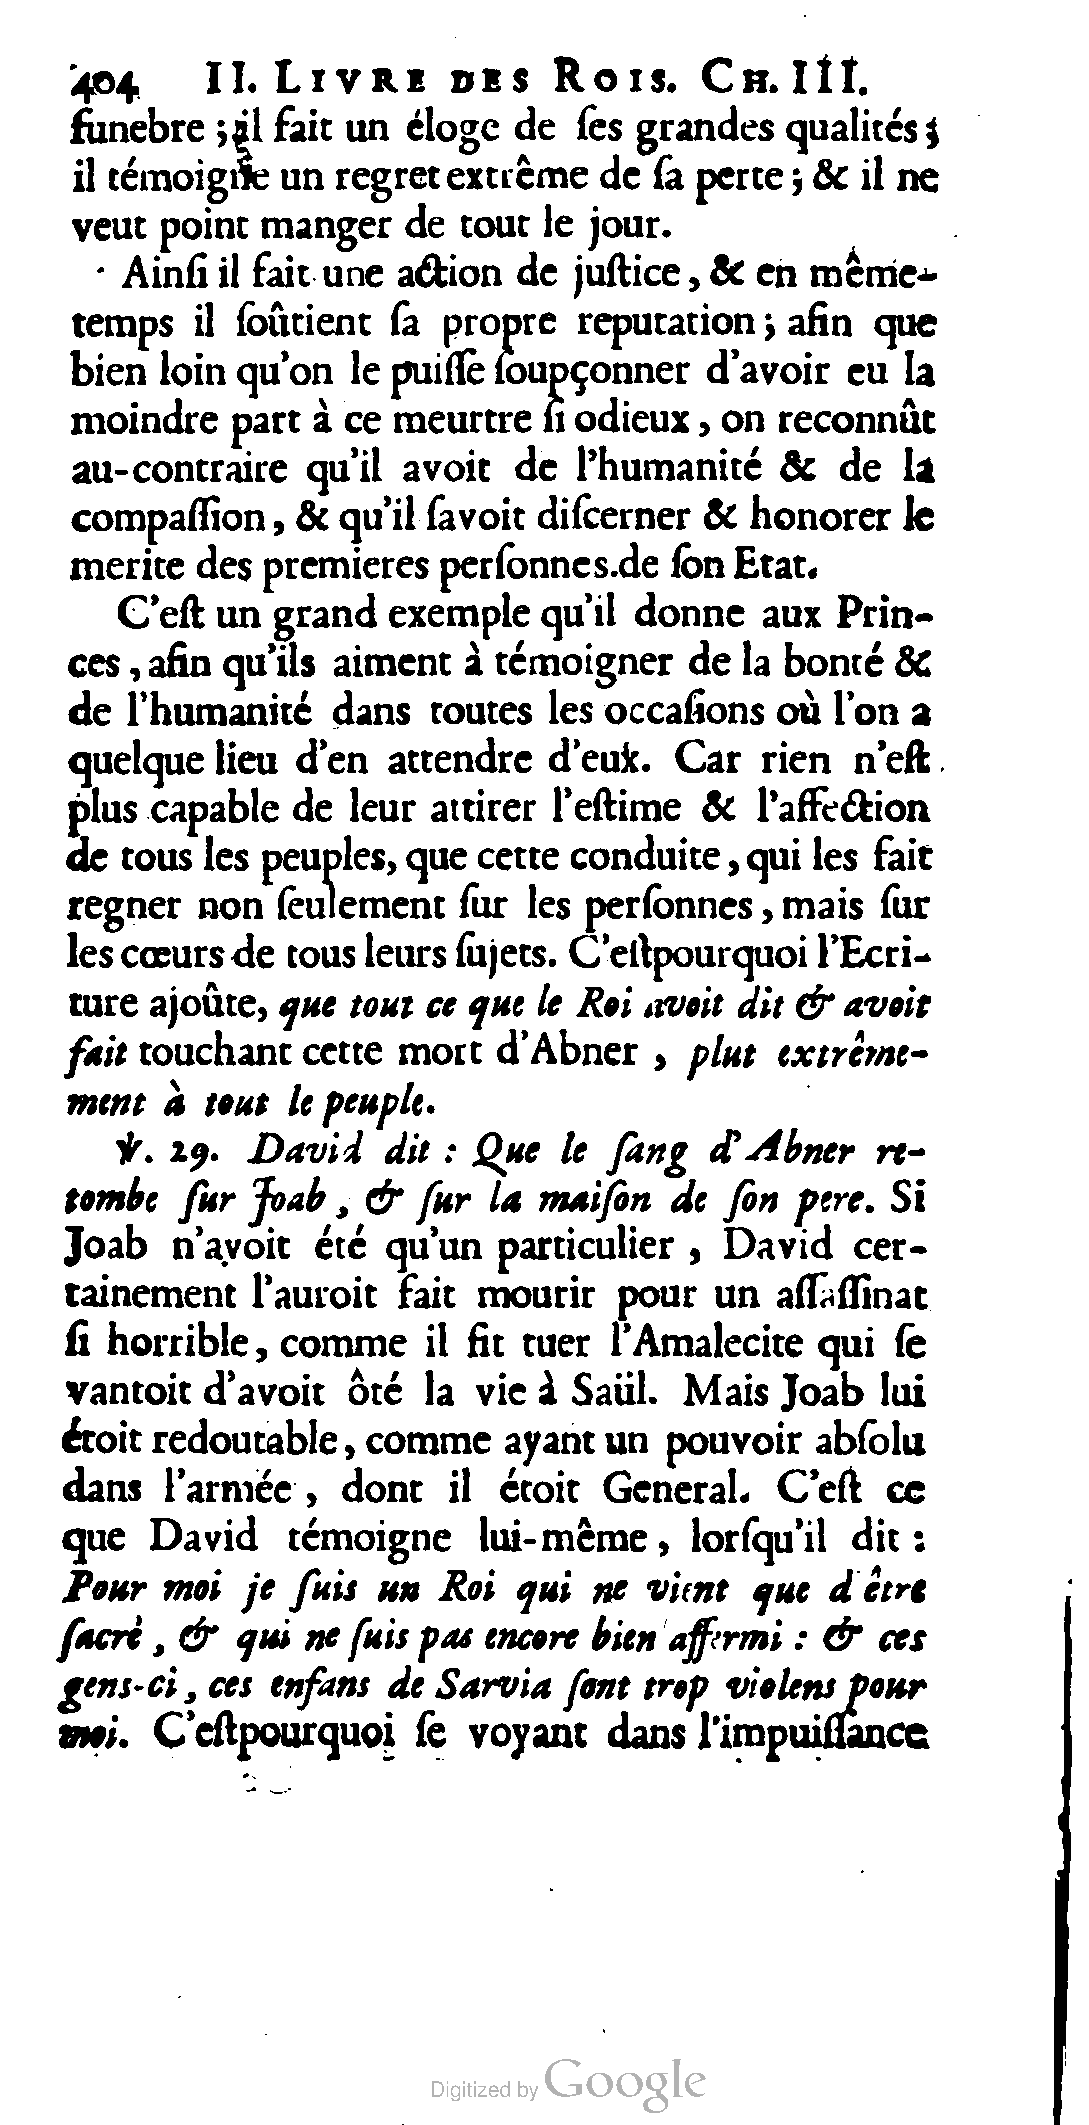 404 II. LIVRE DES ROIS. CH. III.
funebre ; il fait un éloge de ſes grandes qualités ;
il témoigne un regret extrême de ſa perte ; & il ne
veut point manger de tout le jour.
Ainſi il fait une action de juſtice, & en même-
temps il ſoûtient ſa propre reputation ; afin que
bien loin qu'on le puiſſe ſoupçonner d'avoir eu la
moindre part à ce meurtre ſi odieux, on reconnût
au-contraire qu'il avoit de l'humanité & de la
compaſſion, & qu'il ſavoit diſcerner & honorer le
merite des premieres perſonnes de ſon Etat.
C'eſt un grand exemple qu'il donne aux Prin-
ces, afin qu'ils aiment à témoigner de la bonté &
de l'humanité dans toutes les occaſions où l'on a
quelque lieu d'en attendre d'eux. Car rien n'eſt
plus capable de leur attirer l'eſtime & l'affection
de tous les peuples, que cette conduite, qui les fait
regner non ſeulement ſur les perſonnes, mais ſur
les cœurs de tous leurs ſujets. C'eſtpourquoi l'Ecri-
ture ajoûte, que tout ce que le Roi avoit dit & avoit
fait touchant cette mort d'Abner, plut extrême-
ment à tout le peuple.
℣. 29. David dit : Que le ſang d'Abner re-
tombe ſur Joab, & ſur la maiſon de ſon pere. Si
Joab n'avoit été qu'un particulier, David cer-
tainement l'auroit fait mourir pour un aſſaſſinat
ſi horrible, comme il fit tuer l'Amalecite qui ſe
vantoit d'avoit ôté la vie à Saül. Mais Joab lui
étoit redoutable, comme ayant un pouvoir abſolu
dans l'armée, dont il étoit General. C'eſt ce
que David témoigne lui-même, lorſqu'il dit :
Pour moi je ſuis un Roi qui ne vient que d'être
ſacré, & qui ne ſuis pas encore bien affermi : & ces
gens-ci, ces enfans de Sarvia ſont trop violens pour
moi. C'eſtpourquoi ſe voyant dans l'impuiſſance
Digitized by Google